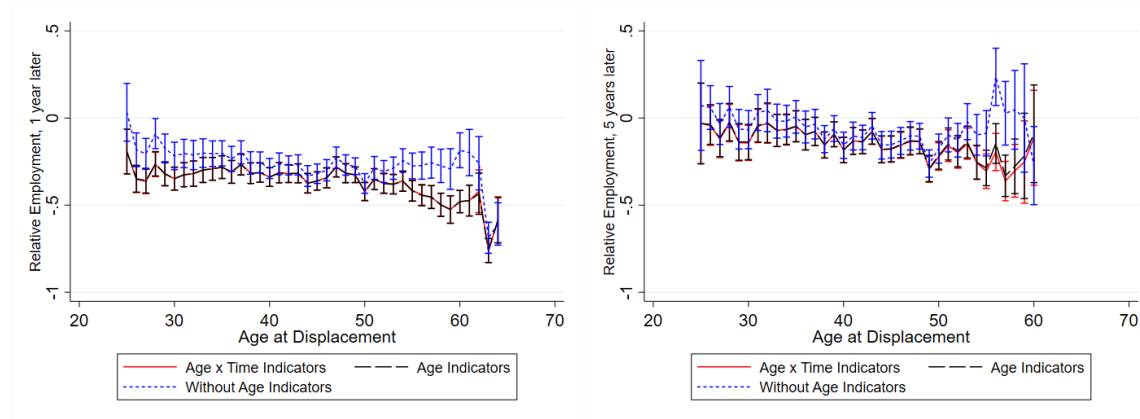 .5
0
-.5
-1
Relative Employment, 1 year later
20
30
40
50
60
70
Age at Displacement
Age x Time Indicators
Age Indicators
Without Age Indicators
.5
0
-.5
-1
Relative Employment, 5 years later
20
30
40
50
60
70
Age at Displacement
Age x Time Indicators
Age Indicators
Without Age Indicators